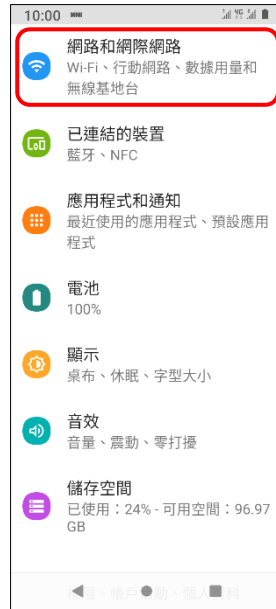 10:00
網路和網際網路
Wi-Fi、行動網路、數據用量和
無線基地台
已連結的裝置
藍牙、NFC
應用程式和通知
最近使用的應用程式、預設應用
程式
電池
100%
顯示
桌布、休眠、字型大小
音效
音量、震動、零打擾
儲存空間
已使用：24% - 可用空間：96.97
GB